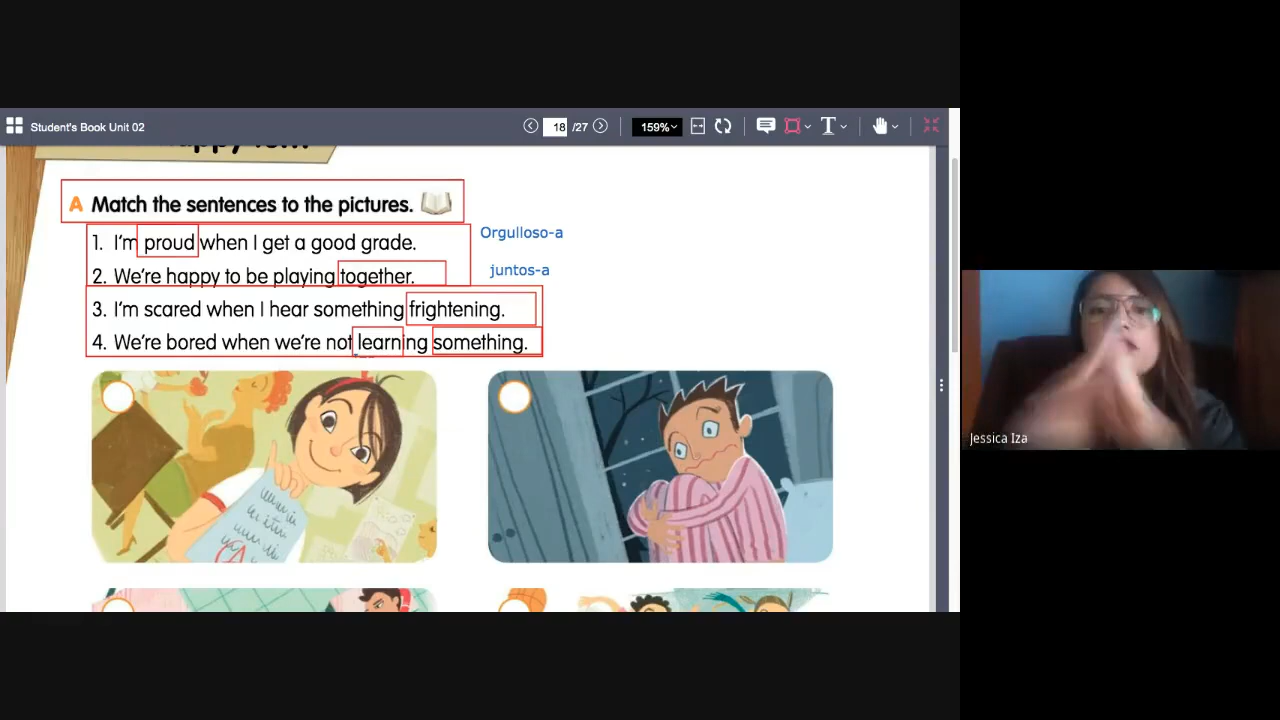 Student's Book Unit 02
18 /27
159%
T
A Match the sentences to the pictures.
1. I'm proud when I get a good grade.
Orgulloso-a
2. We're happy to be playing together.
juntos-a
3. I'm scared when I hear something frightening.
4. We're bored when we're not learning something.
A
Jessica Iza